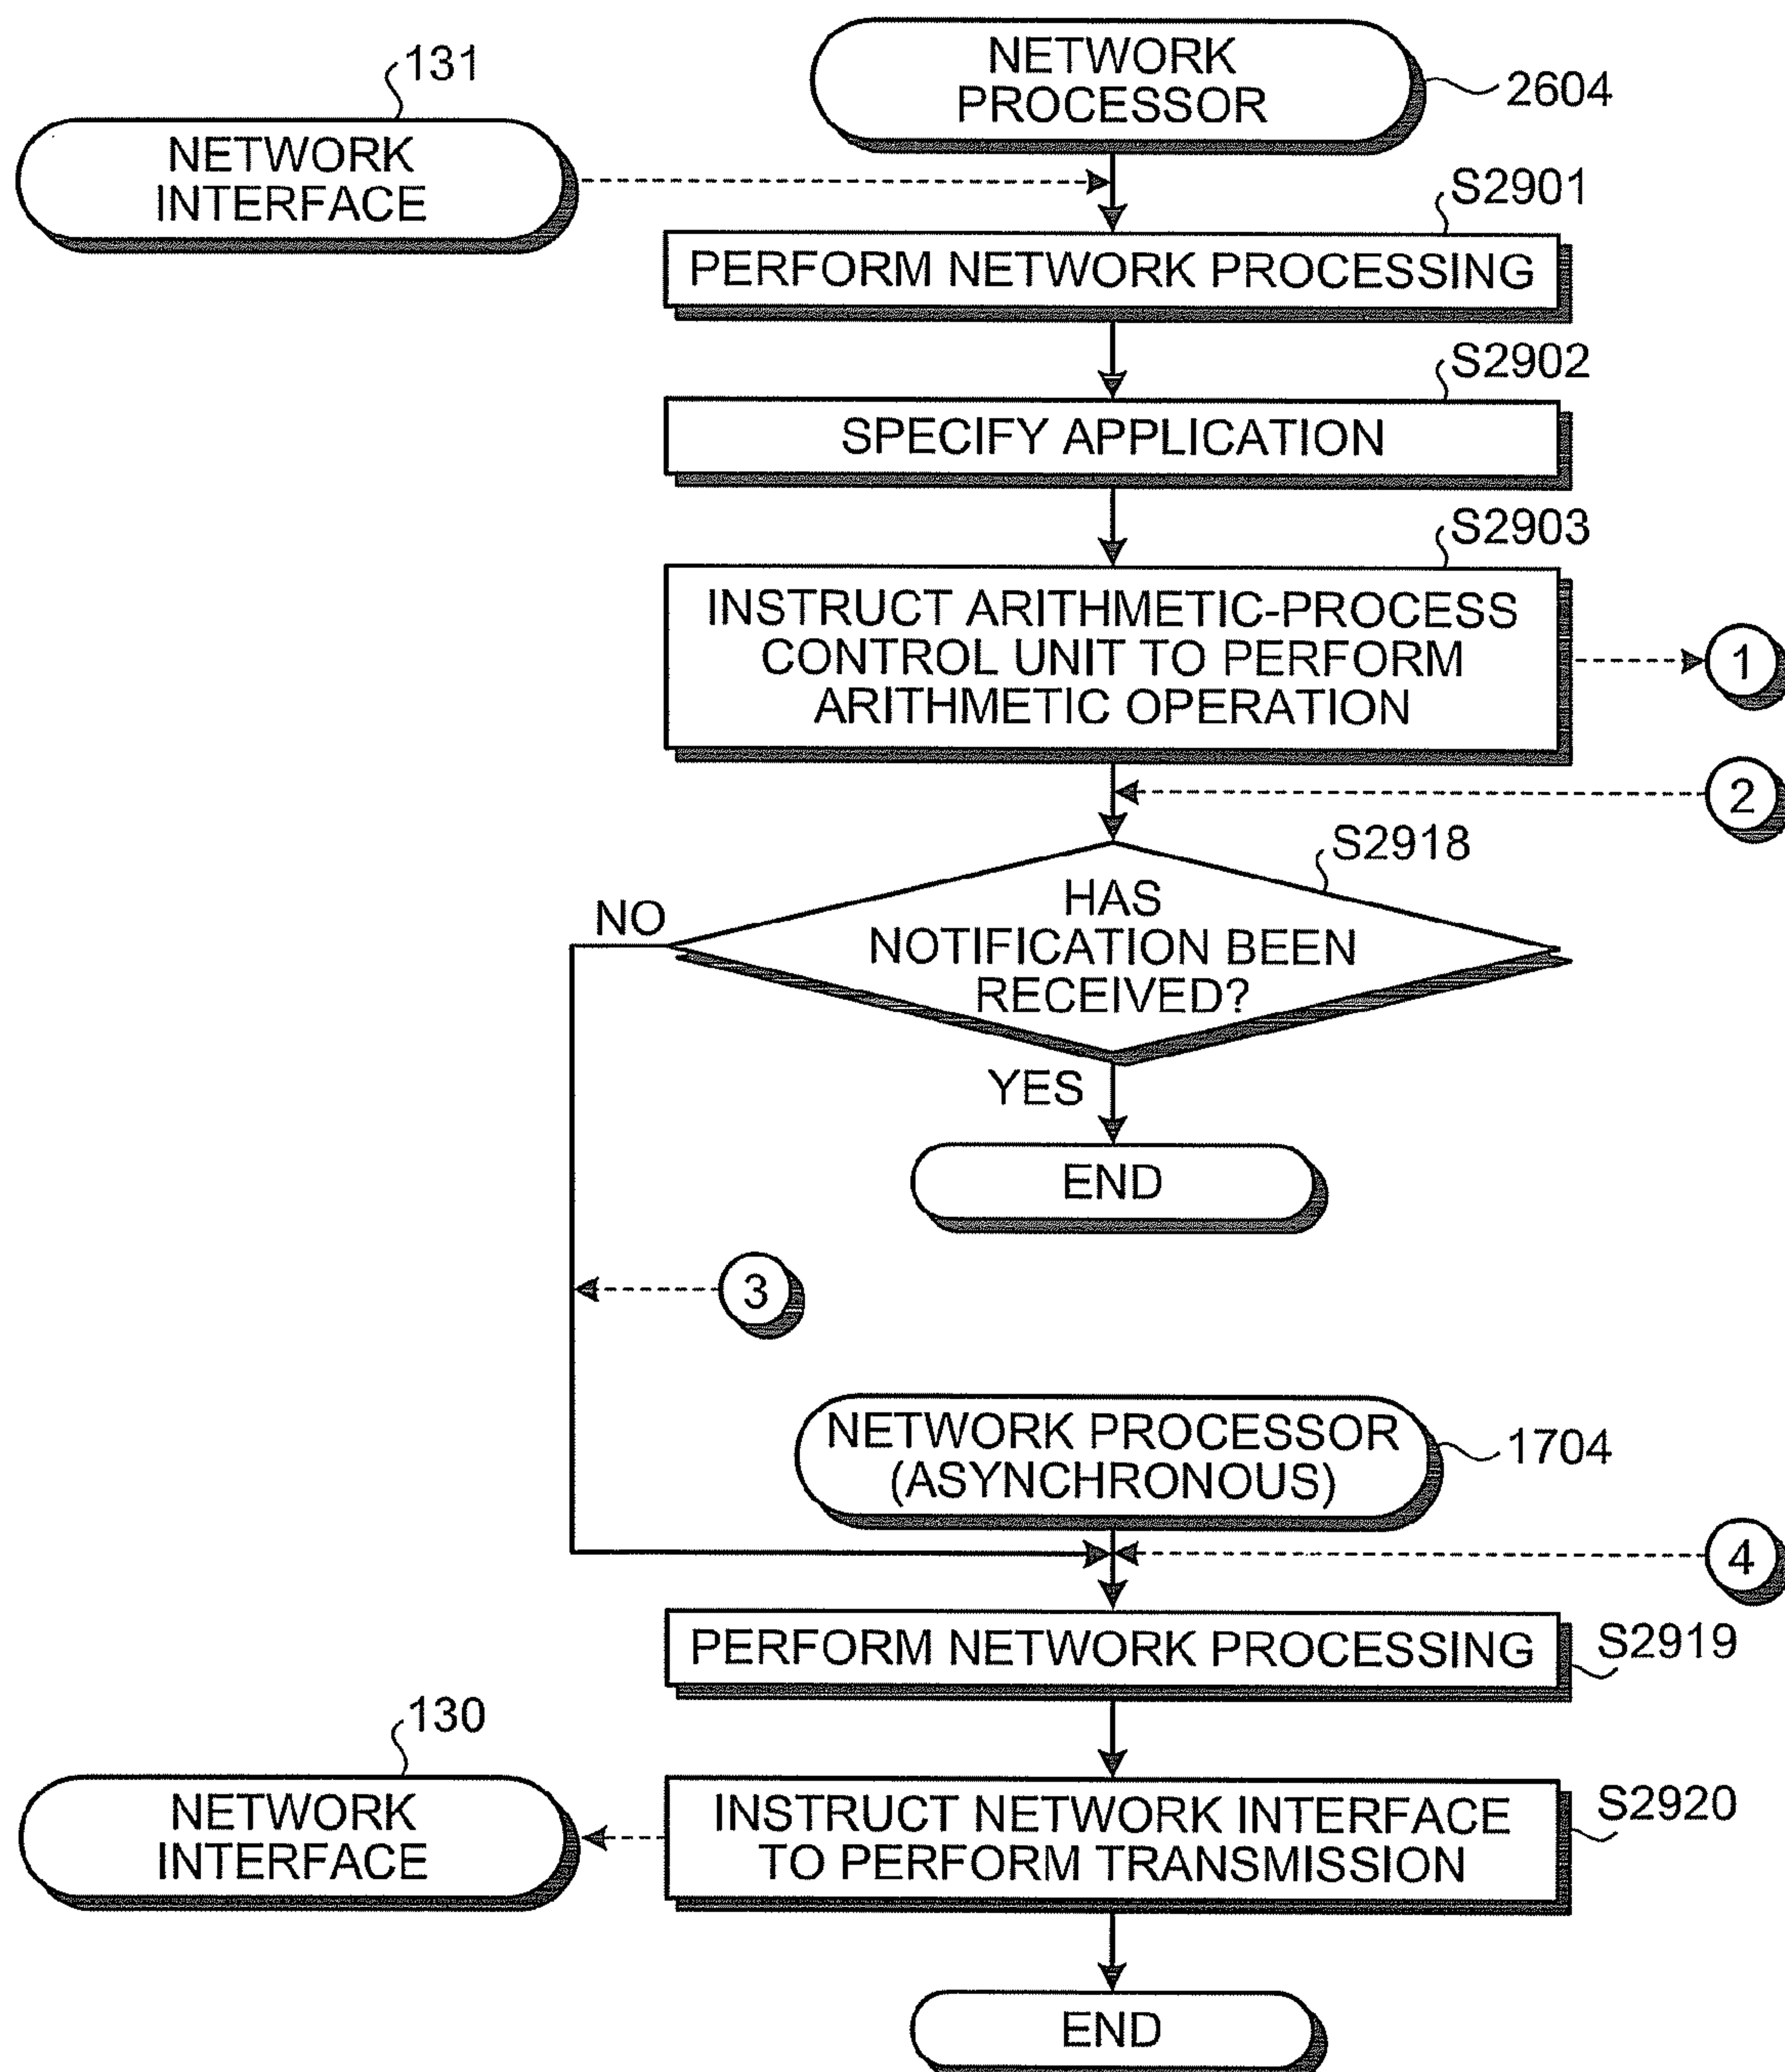 131
NETWORK
INTERFACE
NETWORK
PROCESSOR
2604
S2901
PERFORM NETWORK PROCESSING
S2902
SPECIFY APPLICATION
S2903
INSTRUCT ARITHMETIC-PROCESS
CONTROL UNIT TO PERFORM
ARITHMETIC OPERATION
1
2
S2918
HAS
NOTIFICATION BEEN
RECEIVED?
NO
YES
END
3
NETWORK PROCESSOR
(ASYNCHRONOUS)
1704
4
PERFORM NETWORK PROCESSING
S2919
130
NETWORK
INTERFACE
INSTRUCT NETWORK INTERFACE
TO PERFORM TRANSMISSION
S2920
END